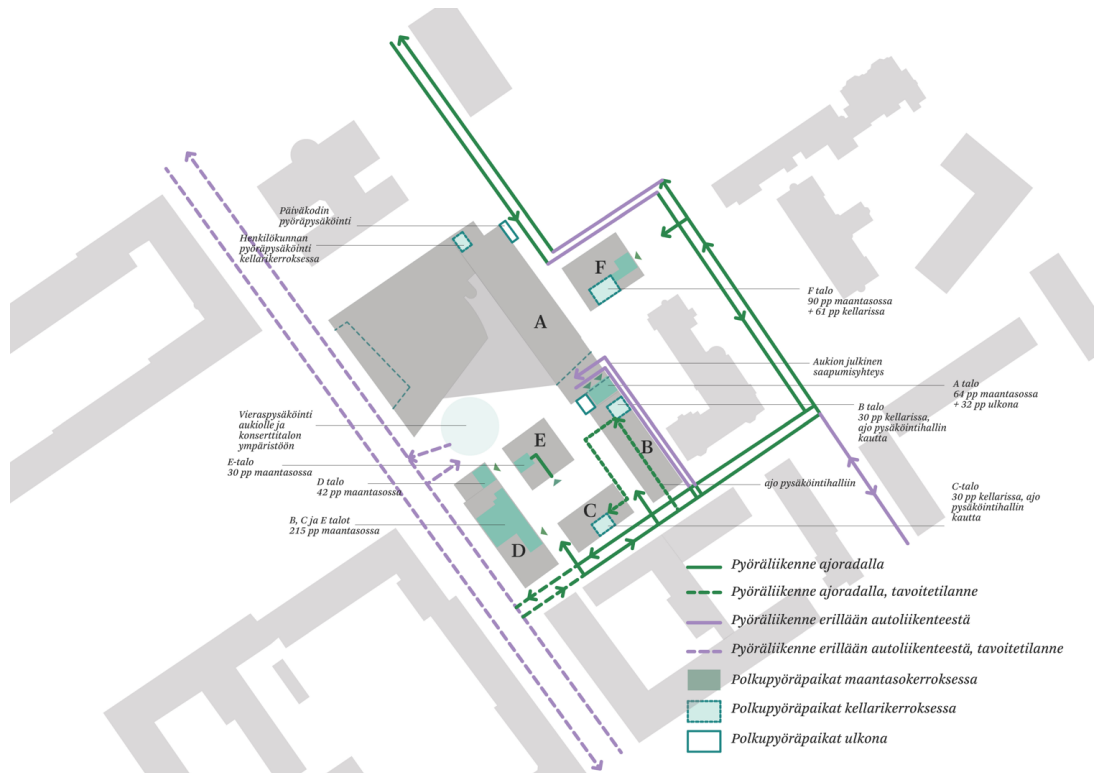 Päiväkodin
pyöräpysäköinti
Henkilökunnan
pyöräpysäköinti
kellarikerroksessa
F
A
F talo
90 pp maantasossa
+ 61 pp kellarissa
Aukion julkinen
saapumisyhteys
A talo
64 pp maantasossa
+ 32 pp ulkona
B talo
30 pp kellarissa,
ajo pysäköintihallin
kautta
Vieraspysäköinti
aukiolle ja
konserttitalon
ympäristöön
E
B
E-talo
30 pp maantasossa
D talo
42 pp maantasossa
ajo pysäköintihalliin
C-talo
30 pp kellarissa, ajo
pysäköintihallin
kautta
C
B, C ja E talot
215 pp maantasossa
D
Pyöräliikenne ajoradalla
Pyöräliikenne ajoradalla, tavoitetilanne
Pyöräliikenne erillään autoliikenteestä
Pyöräliikenne erillään autoliikenteestä, tavoitetilanne
Polkupyöräpaikat maantasokerroksessa
Polkupyöräpaikat kellarikerroksessa
Polkupyöräpaikat ulkona